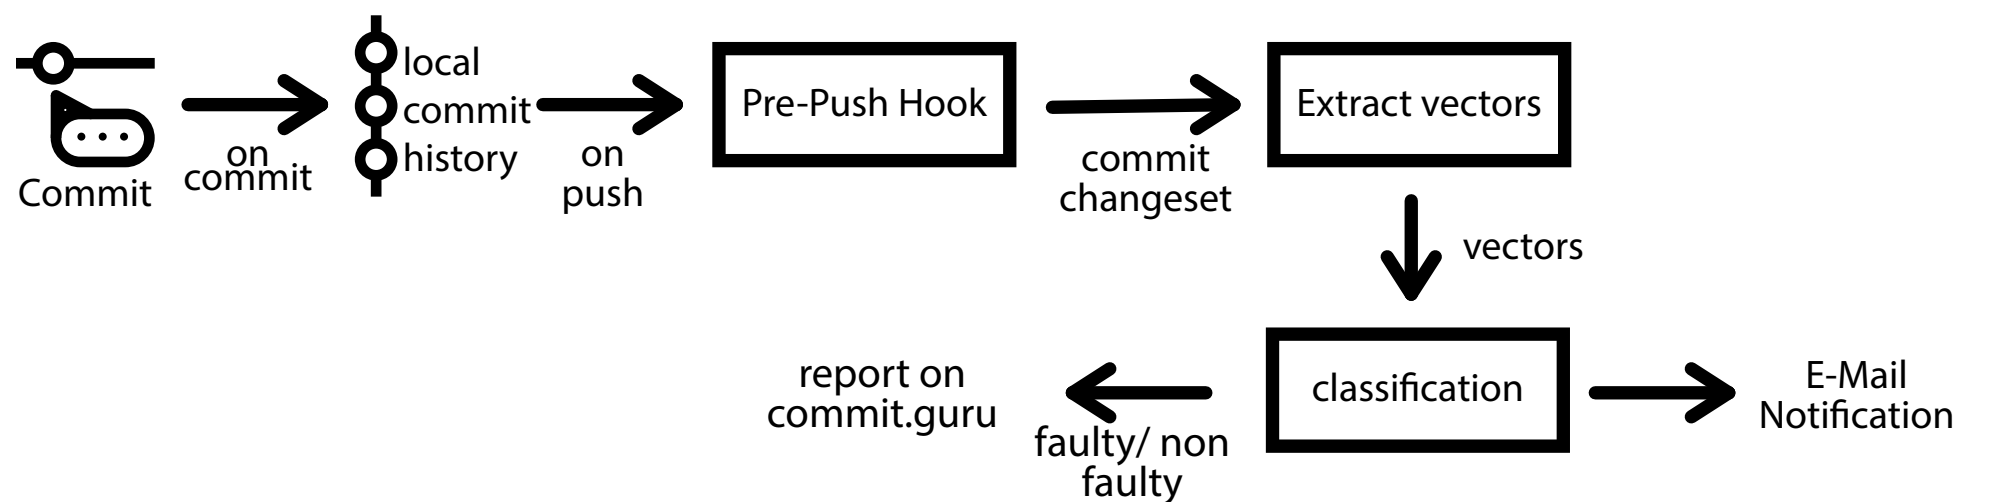 Commit
on
commit
local
commit
history
on
push
Pre-Push Hook
commit
changeset
Extract vectors
vectors
classification
faulty/ non
faulty
report on
commit.guru
E-Mail
Notification